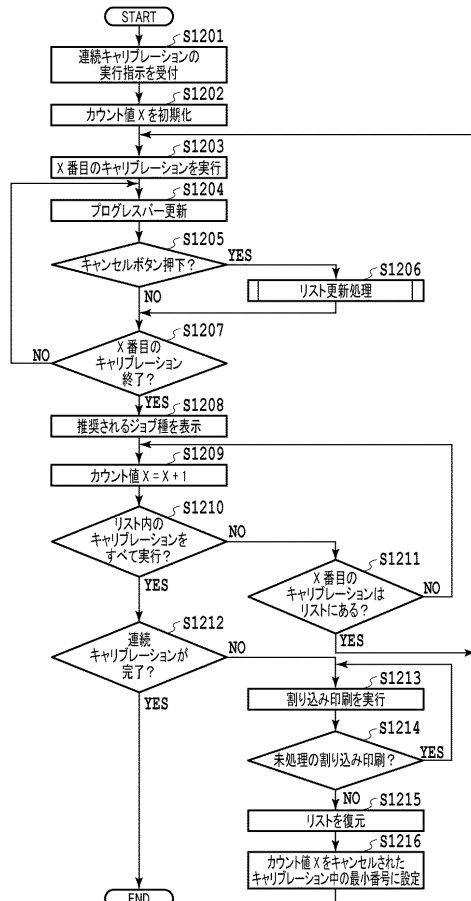 START
S1201
連続キャリブレーションの
実行指示を受付
S1202
カウント値 X を初期化
S1203
X 番目のキャリブレーションを実行
S1204
プログレスバー更新
S1205
キャンセルボタン押下？
YES
NO
S1206
リスト更新処理
S1207
X 番目の
キャリブレーション
終了？
NO
YES
S1208
推奨されるジョブ種を表示
S1209
カウント値 X = X + 1
S1210
リスト内の
キャリブレーションを
すべて実行？
NO
YES
S1211
X 番目の
キャリブレーションは
リストにある？
NO
YES
S1212
連続
キャリブレーションが
完了？
NO
YES
S1213
割り込み印刷を実行
S1214
未処理の割り込み印刷？
YES
NO
S1215
リストを復元
S1216
カウント値 X をキャンセルされた
キャリブレーション中の最小番号に設定
END